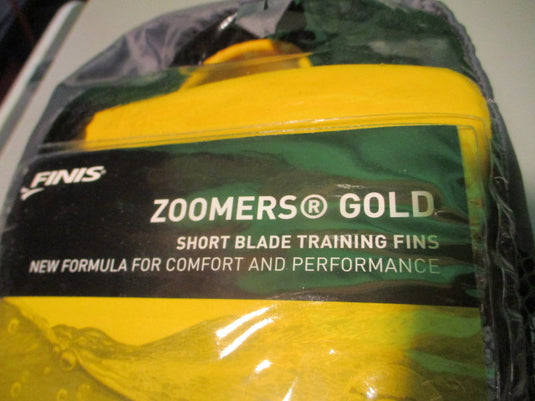 FINIS
ZOOMERS® GOLD
SHORT BLADE TRAINING FINS
NEW FORMULA FOR COMFORT AND PERFORMANCE